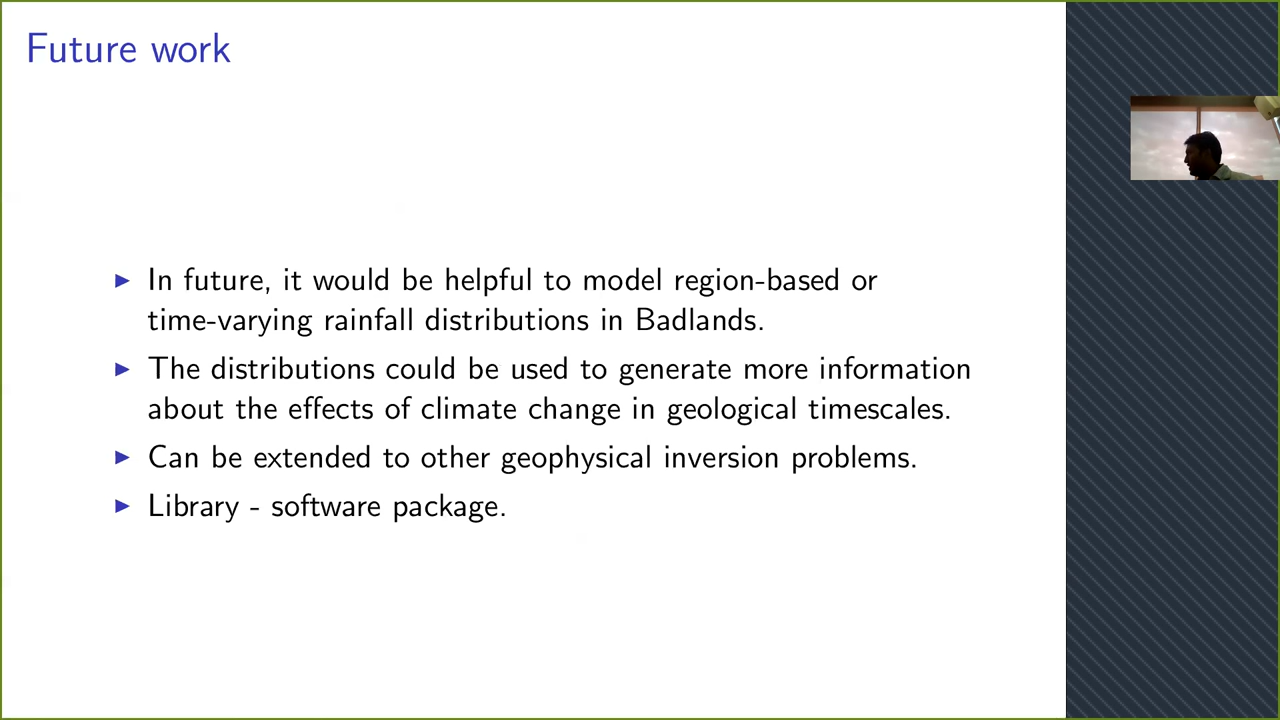 Future work
In future, it would be helpful to model region-based or
time-varying rainfall distributions in Badlands.
The distributions could be used to generate more information
about the effects of climate change in geological timescales.
Can be extended to other geophysical inversion problems.
Library - software package.